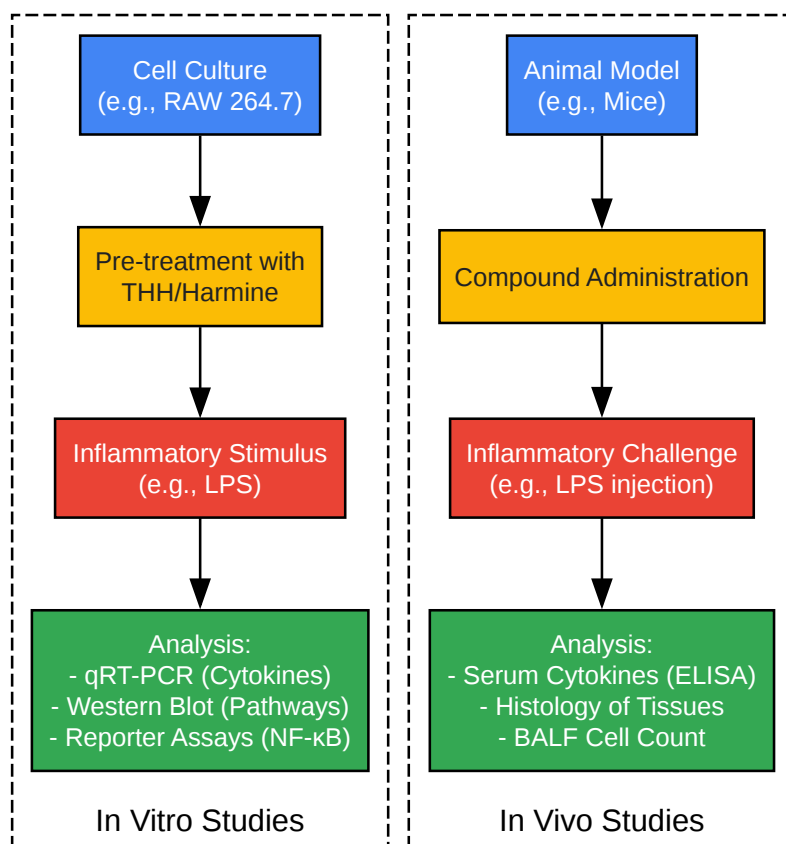 Cell Culture
(e.g., RAW 264.7)
Pre-treatment with
THH/Harmine
Inflammatory Stimulus
(e.g., LPS)
Analysis:
- qRT-PCR (Cytokines)
- Western Blot (Pathways)
- Reporter Assays (NF-κB)
In Vitro Studies
Animal Model
(e.g., Mice)
Compound Administration
Inflammatory Challenge
(e.g., LPS injection)
Analysis:
- Serum Cytokines (ELISA)
- Histology of Tissues
- BALF Cell Count
In Vivo Studies